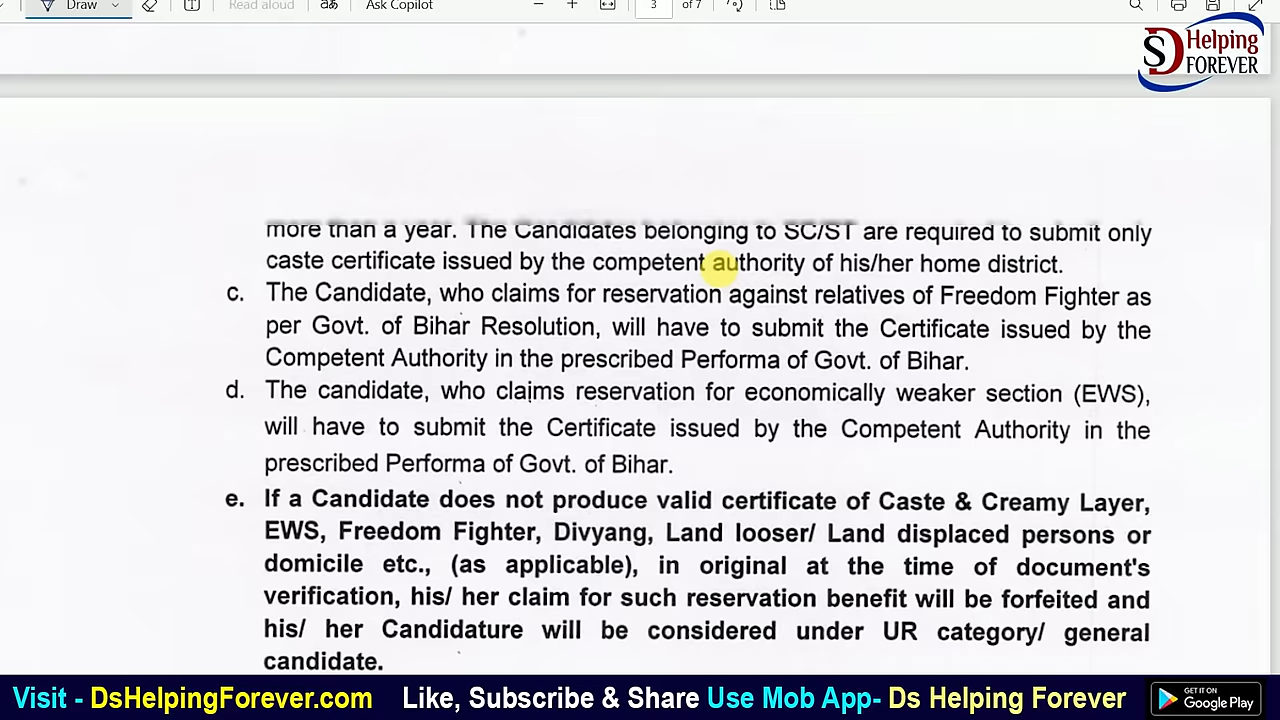 Draw
Read aloud
aあ
Ask Copilot
3 of 7
SD Helping
FOREVER
more than a year. The Candidates belonging to SC/ST are required to submit only
caste certificate issued by the competent authority of his/her home district.
c. The Candidate, who claims for reservation against relatives of Freedom Fighter as
per Govt. of Bihar Resolution, will have to submit the Certificate issued by the
Competent Authority in the prescribed Performa of Govt. of Bihar.
d. The candidate, who claims reservation for economically weaker section (EWS),
will have to submit the Certificate issued by the Competent Authority in the
prescribed Performa of Govt. of Bihar.
e. If a Candidate does not produce valid certificate of Caste & Creamy Layer,
EWS, Freedom Fighter, Divyang, Land looser/ Land displaced persons or
domicile etc., (as applicable), in original at the time of document's
verification, his/ her claim for such reservation benefit will be forfeited and
his/ her Candidature will be considered under UR category/ general
candidate.
Visit - DsHelpingForever.com Like, Subscribe & Share Use Mob App- Ds Helping Forever
GET IT ON
Google Play